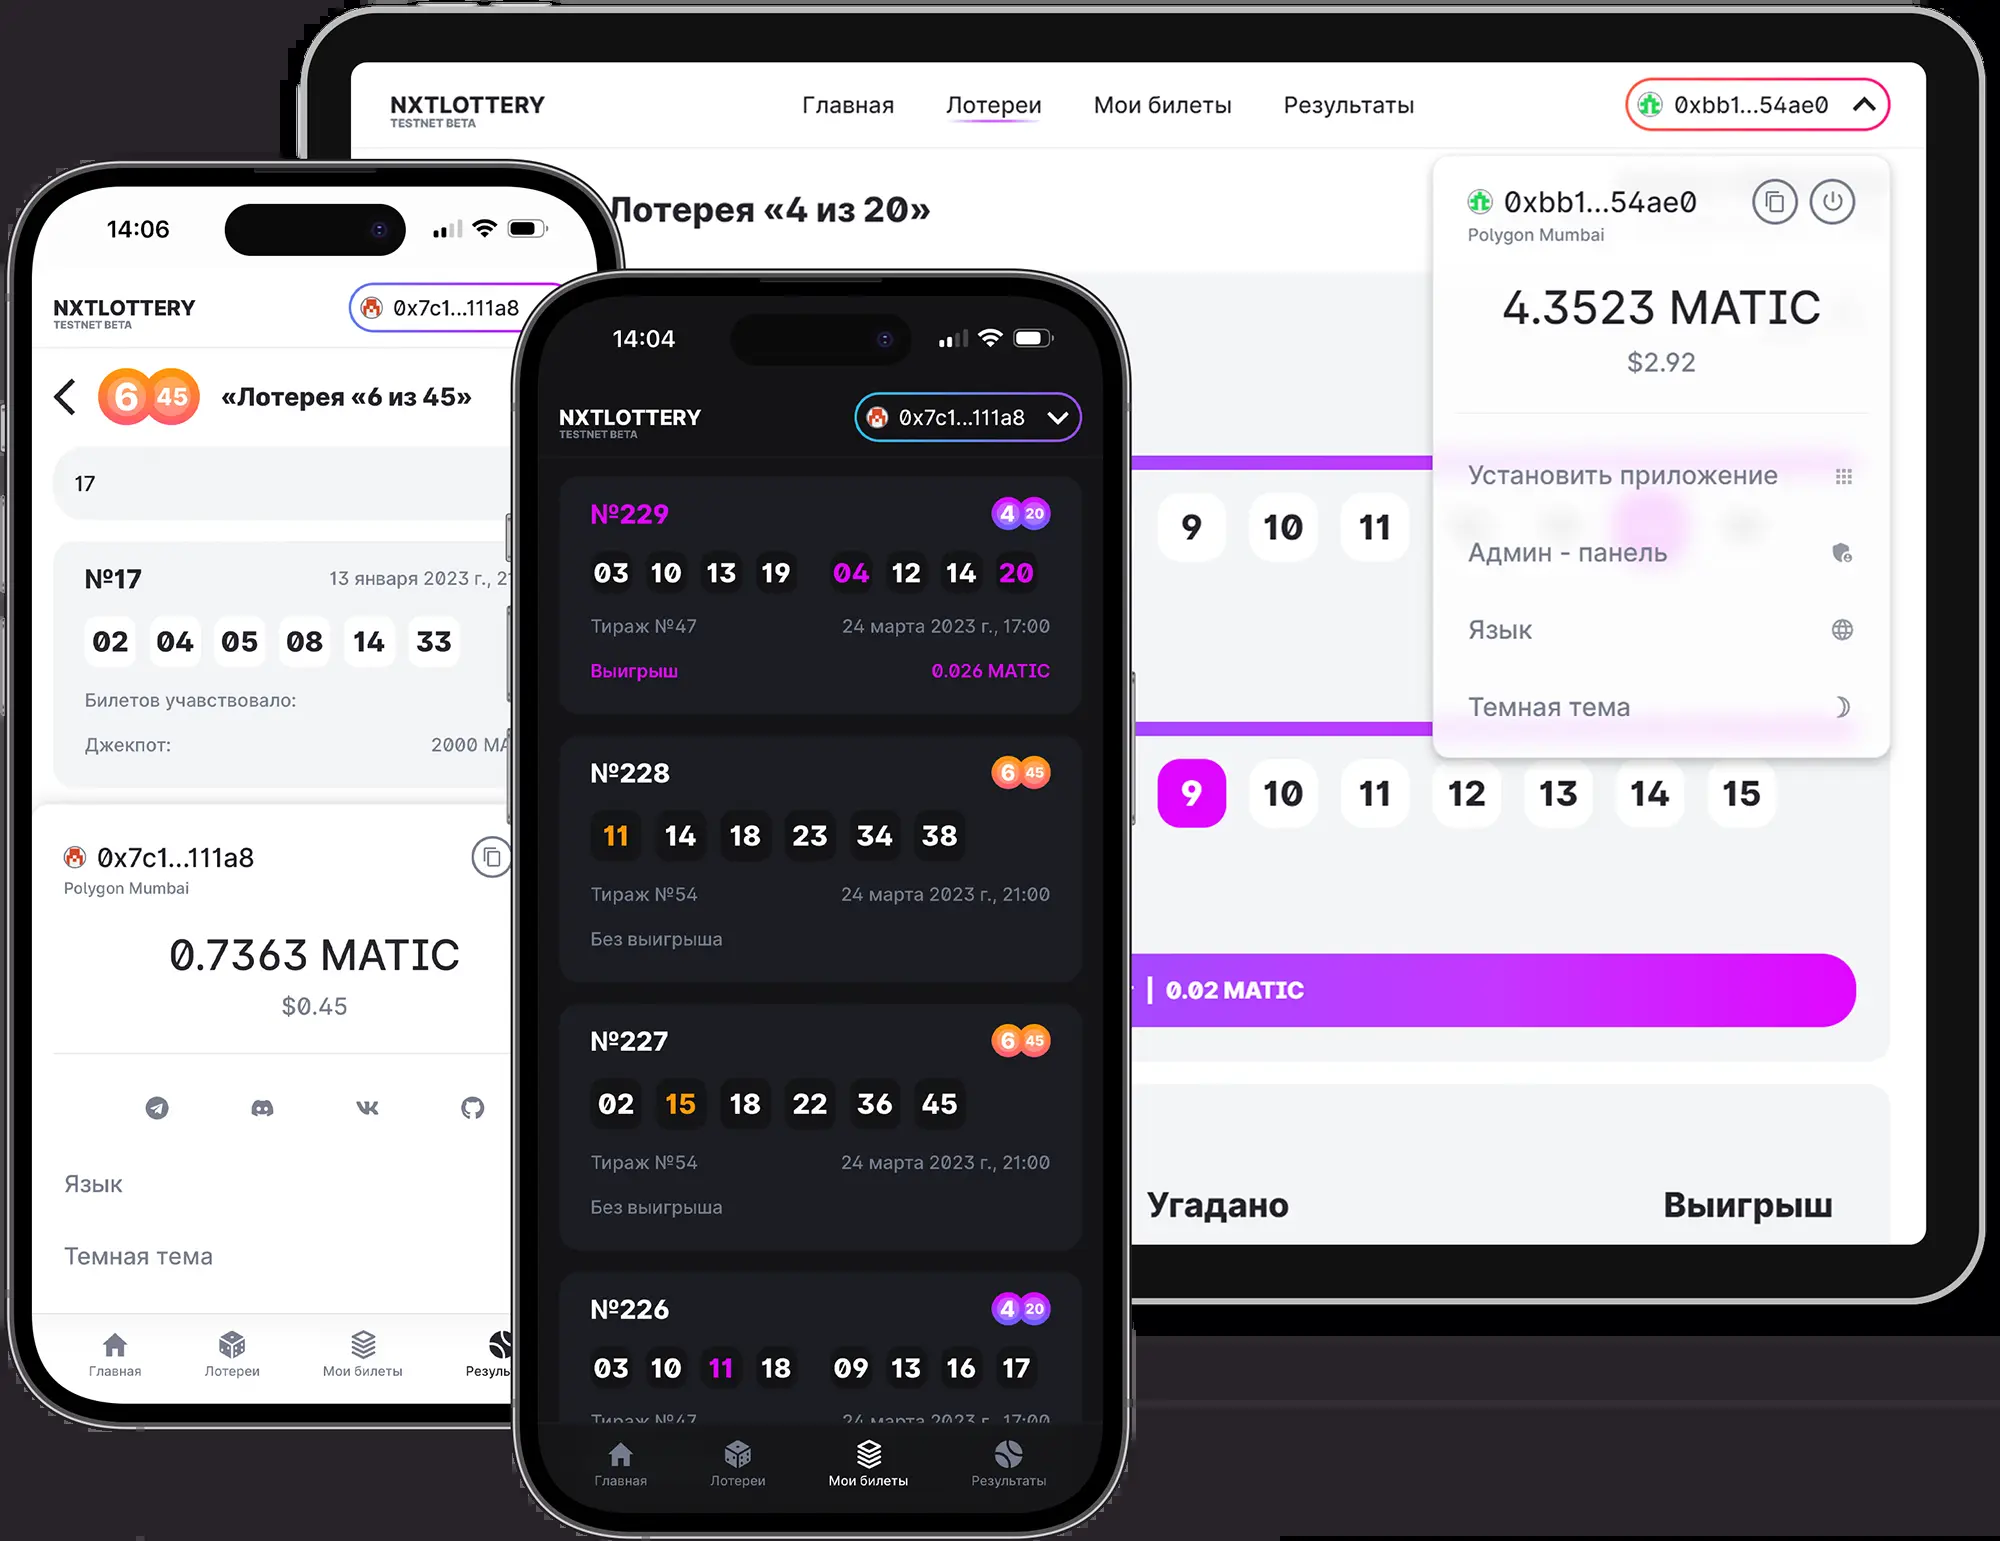 NXTLOTTERY
TESTNET BETA
Главная
Лотереи
Мои билеты
Результаты
0xbb1...54ae0
Лотерея «4 из 20»
0xbb1...54ae0
Polygon Mumbai
4.3523 MATIC
$2.92
Установить приложение
Админ - панель
Язык
Темная тема
9 10 11
9 10 11 12 13 14 15
| 0.02 MATIC
Угадано
Выигрыш
14:06
NXTLOTTERY
TESTNET BETA
0x7c1...111a8
6 45
«Лотерея «6 из 45»
17
№17
13 января 2023 г.,
02 04 05 08 14 33
Билетов учавствовало:
Джекпот:
2000
0x7c1...111a8
Polygon Mumbai
0.7363 MATIC
$0.45
Язык
Темная тема
Главная
Лотереи
Мои билеты
Резуль
14:04
NXTLOTTERY
TESTNET BETA
0x7c1...111a8
№229
4 20
03 10 13 19 04 12 14 20
Тираж №47
24 марта 2023 г., 17:00
Выигрыш
0.026 MATIC
№228
6 45
11 14 18 23 34 38
Тираж №54
24 марта 2023 г., 21:00
Без выигрыша
№227
6 45
02 15 18 22 36 45
Тираж №54
24 марта 2023 г., 21:00
Без выигрыша
№226
4 20
03 10 11 18 09 13 16 17
Тираж №47
24 марта 2023 г., 17:00
Главная
Лотереи
Мои билеты
Результаты